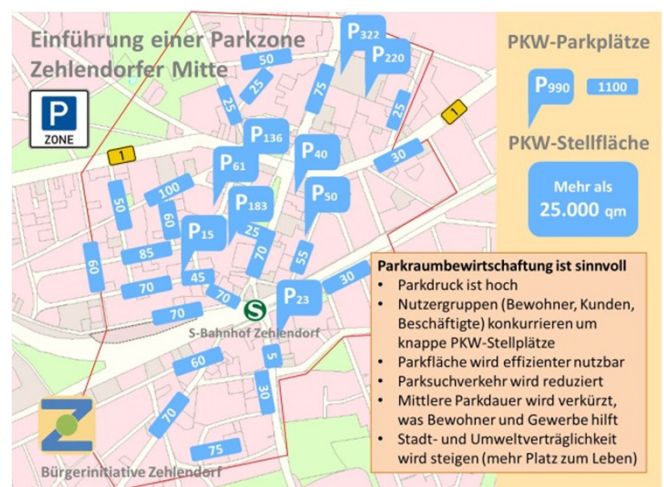 Einführung einer Parkzone
Zehlendorfer Mitte
P
ZONE
50
25
25
P322
P220
75
25
1
1
P136
P40
30
P61
100
50
60
P183
P50
25
P15
85
70
55
60
45
70
70
30
70
P23
S
S-Bahnhof Zehlendorf
60
5
30
70
75
Bürgerinitiative Zehlendorf
PKW-Parkplätze
P990
1100
PKW-Stellfläche
Mehr als
25.000 qm
Parkraumbewirtschaftung ist sinnvoll
• Parkdruck ist hoch
• Nutzergruppen (Bewohner, Kunden,
Beschäftigte) konkurrieren um
knappe PKW-Stellplätze
• Parkfläche wird effizienter nutzbar
• Parksuchverkehr wird reduziert
• Mittlere Parkdauer wird verkürzt,
was Bewohner und Gewerbe hilft
• Stadt- und Umweltverträglichkeit
wird steigen (mehr Platz zum Leben)